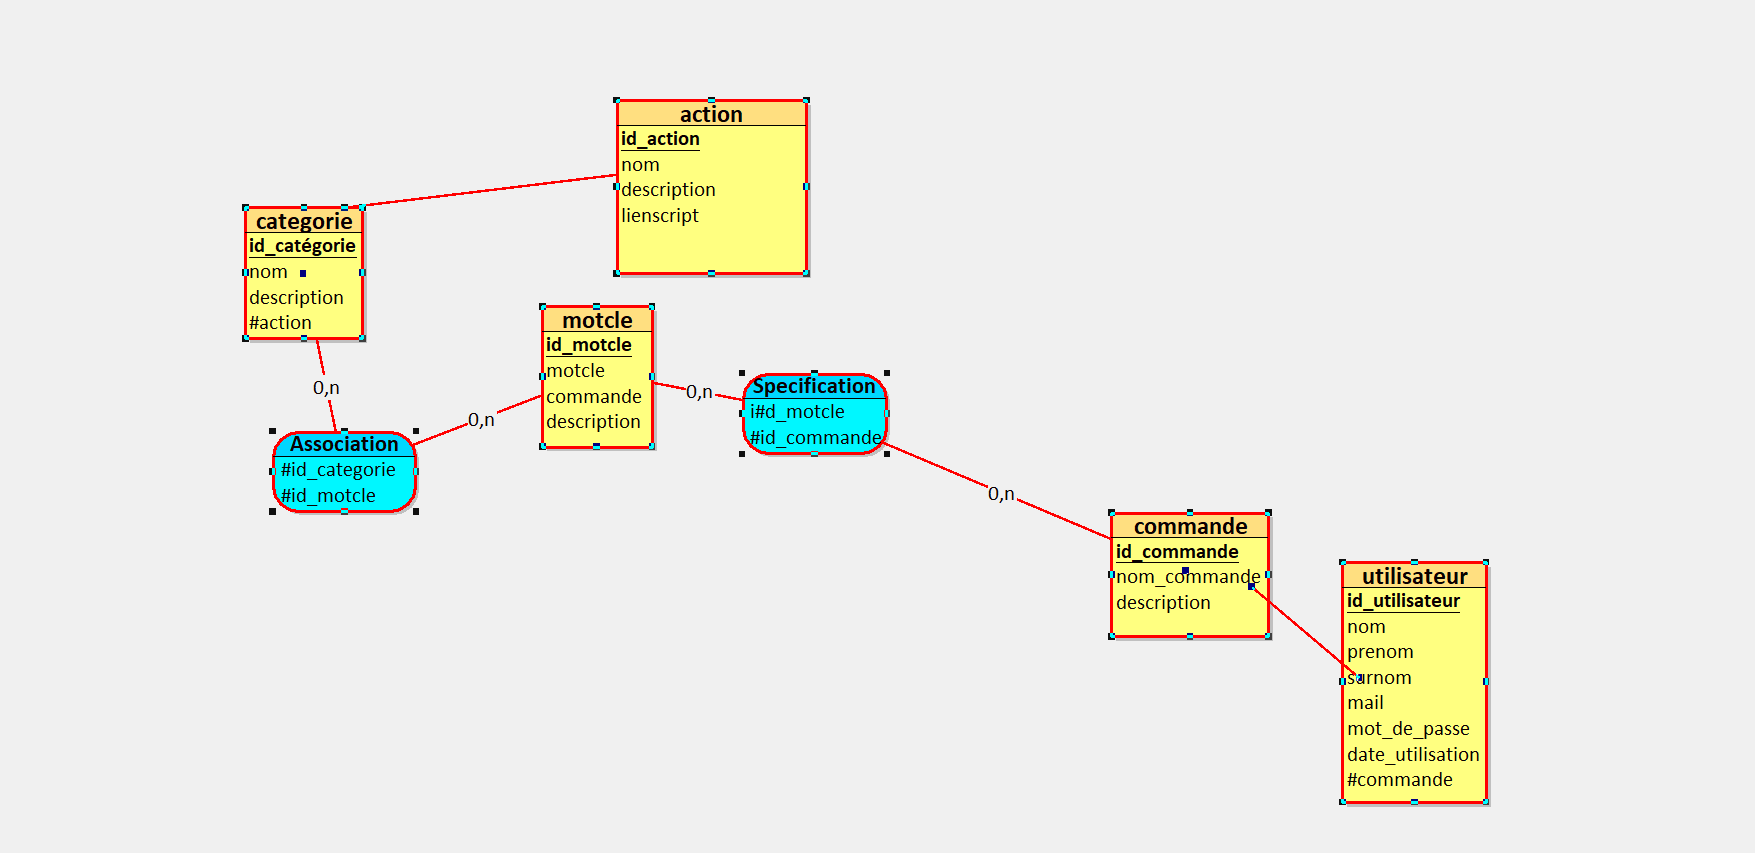 action
id_action
nom
description
lienscript
categorie
id_catégorie
nom
description
#action
motcle
id_motcle
motcle
commande
description
0,n
0,n
0,n
Specification
i#d_motcle
#id_commande
Association
#id_categorie
#id_motcle
0,n
commande
id_commande
nom_commande
description
utilisateur
id_utilisateur
nom
prenom
surnom
mail
mot_de_passe
date_utilisation
#commande